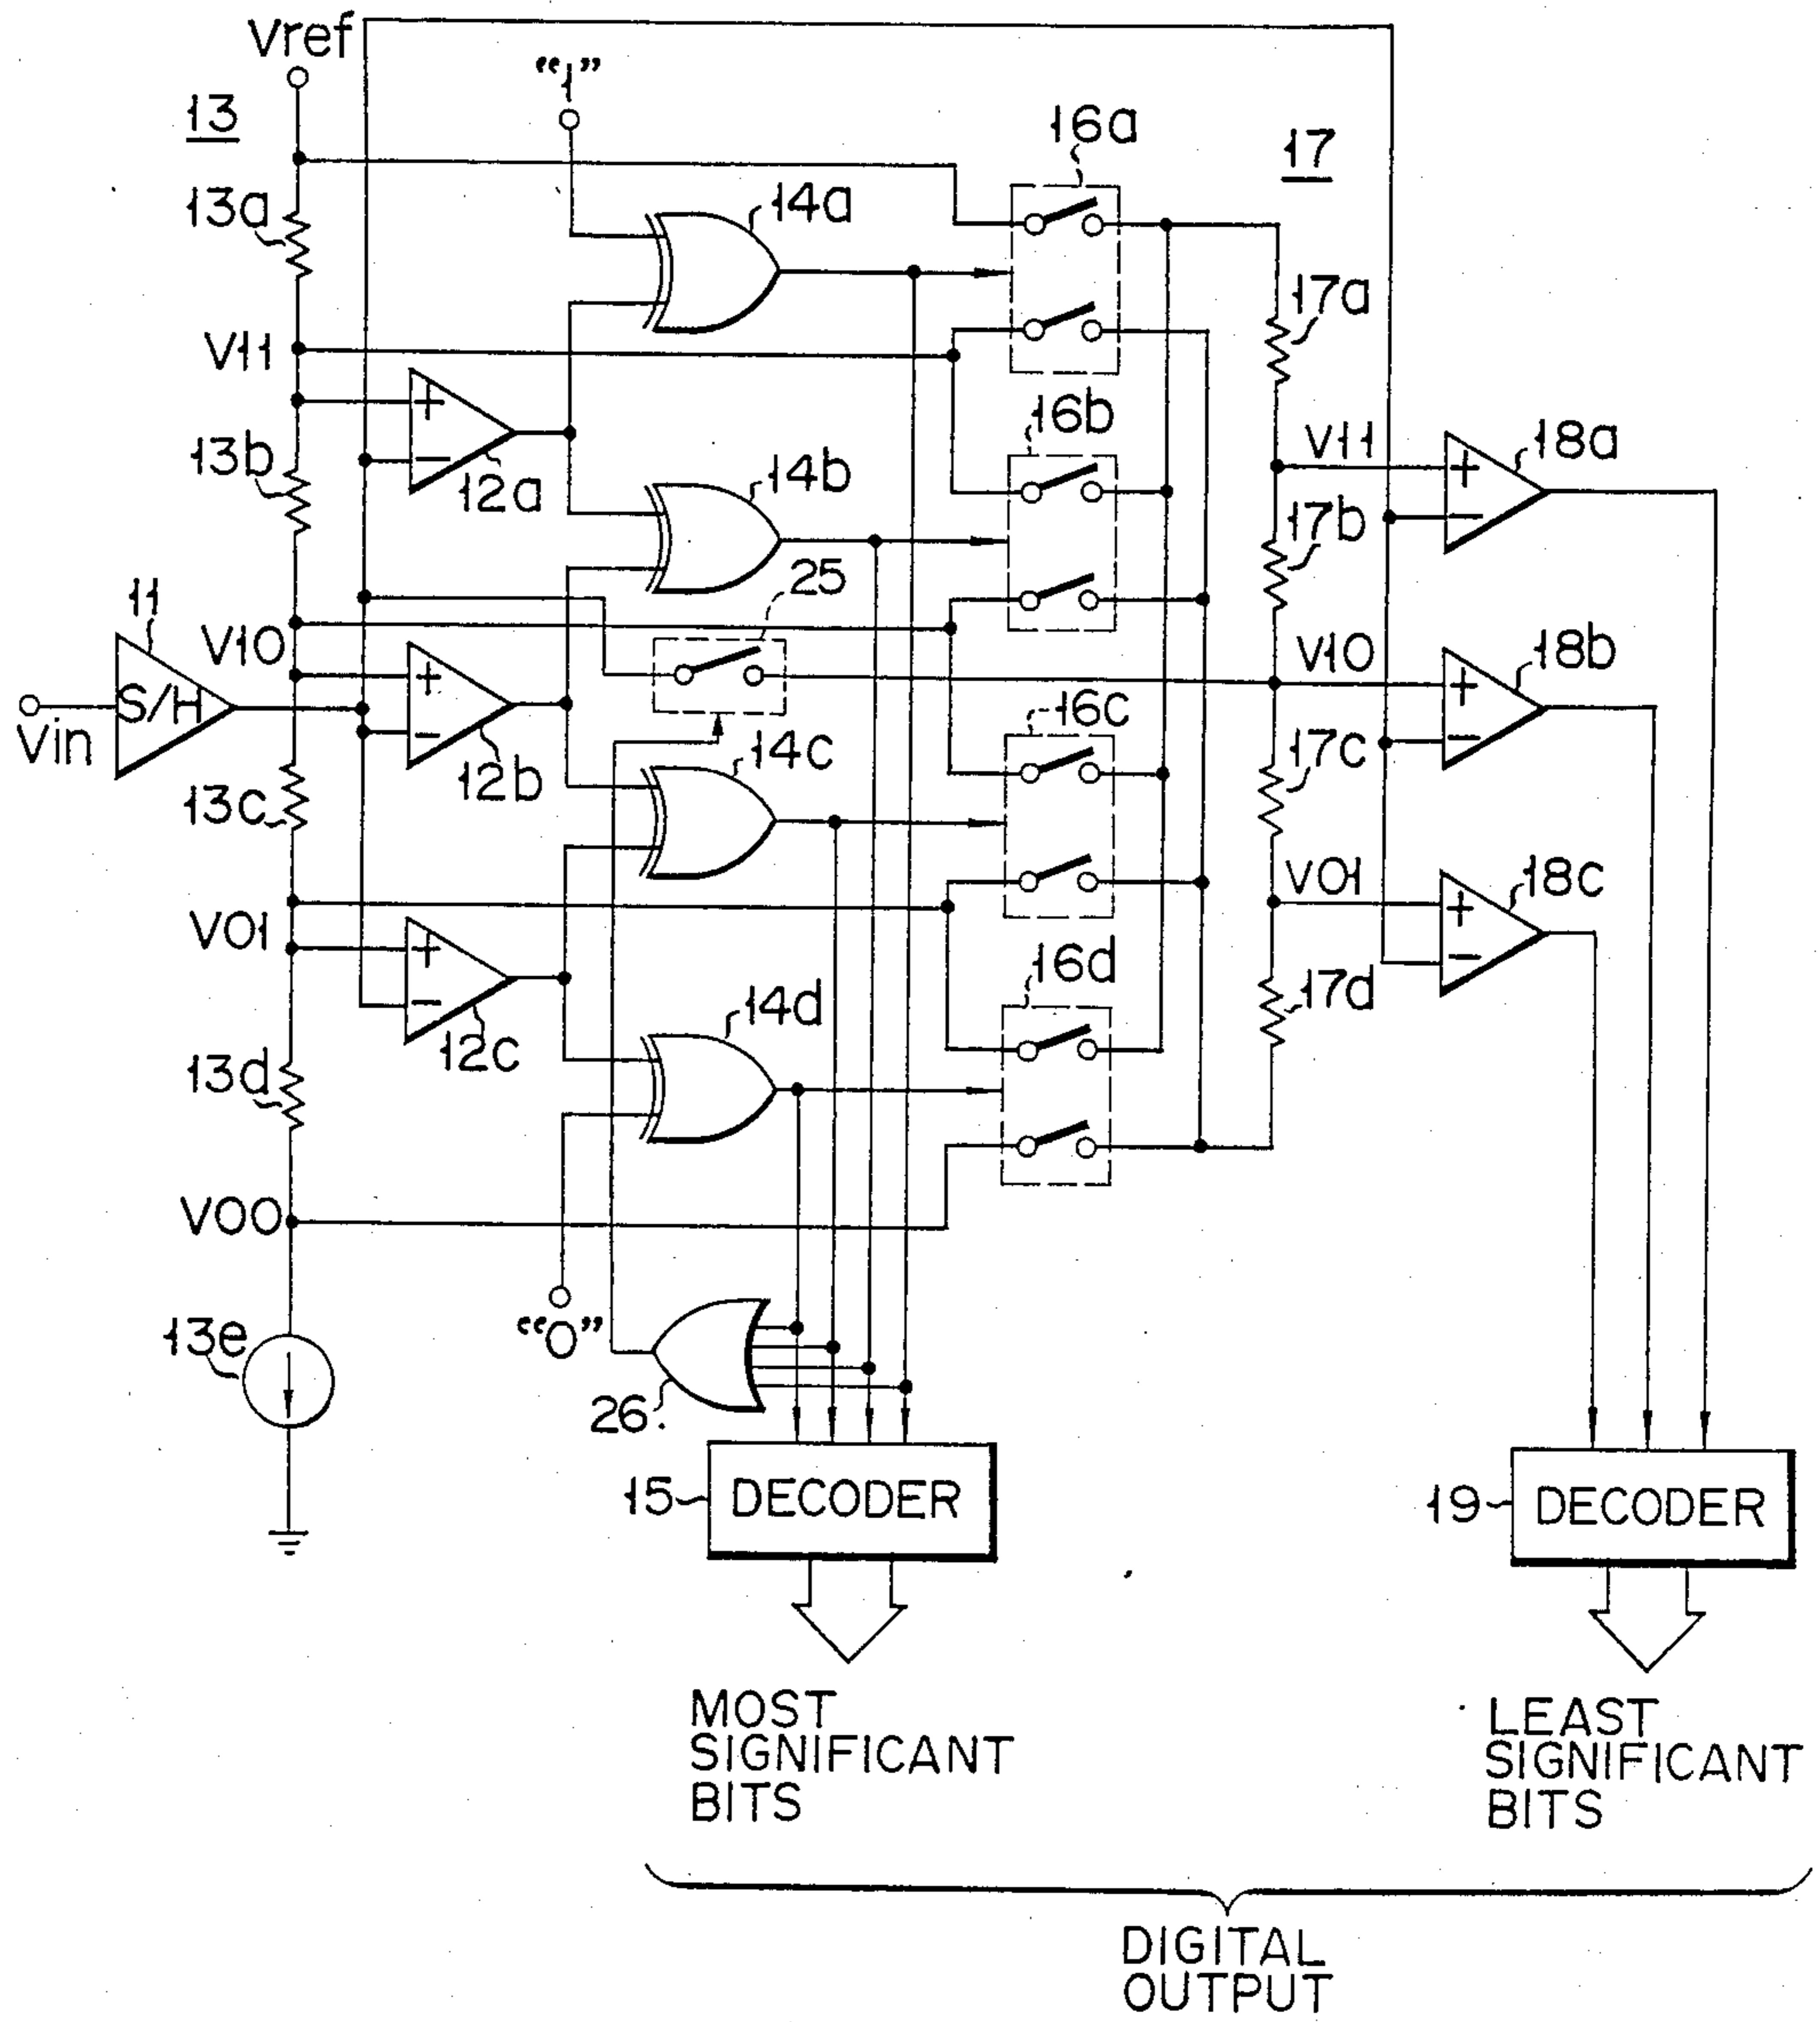 Vref
"1"
13
16a
17
13a
14a
17a
V11
16b
V11
18a
13b
12a
14b
17b
25
11
V10
V10
18b
S/H
Vin
16c
14c
17c
12b
13c
V01
18c
V01
16d
14d
17d
12c
13d
V00
13e
"0"
26.
15
DECODER
19
DECODER
MOST
SIGNIFICANT
BITS
LEAST
SIGNIFICANT
BITS
DIGITAL
OUTPUT